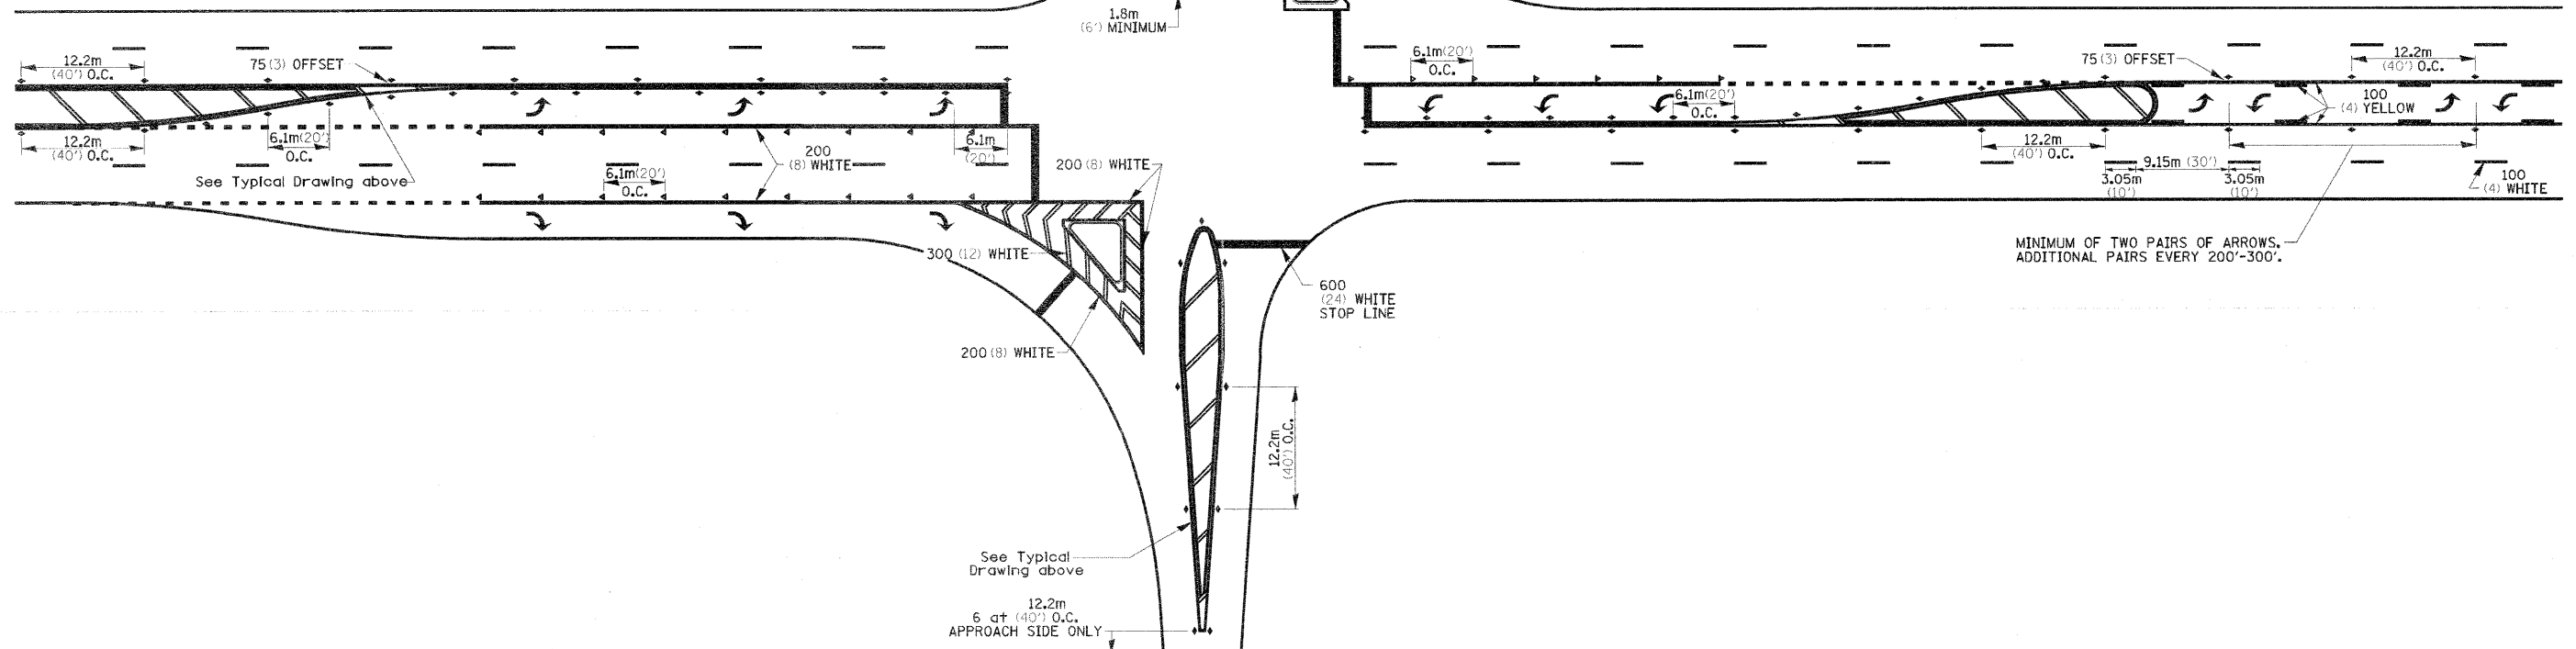 1.8m
(6') MINIMUM
12.2m
(40') O.C.
75 (3) OFFSET
6.1m(20')
O.C.
75 (3) OFFSET
12.2m
(40') O.C.
6.1m(20')
O.C.
100
(4) YELLOW
12.2m
(40') O.C.
6.1m(20')
O.C.
See Typical Drawing above
200
(8) WHITE
6.1m
(20')
6.1m(20')
O.C.
200 (8) WHITE
12.2m
(40') O.C.
9.15m (30')
3.05m
(10')
3.05m
(10')
100
(4) WHITE
300 (12) WHITE
MINIMUM OF TWO PAIRS OF ARROWS.
ADDITIONAL PAIRS EVERY 200'-300'.
600
(24) WHITE
STOP LINE
200 (8) WHITE
12.2m
(40') O.C.
See Typical
Drawing above
12.2m
6 at (40') O.C.
APPROACH SIDE ONLY